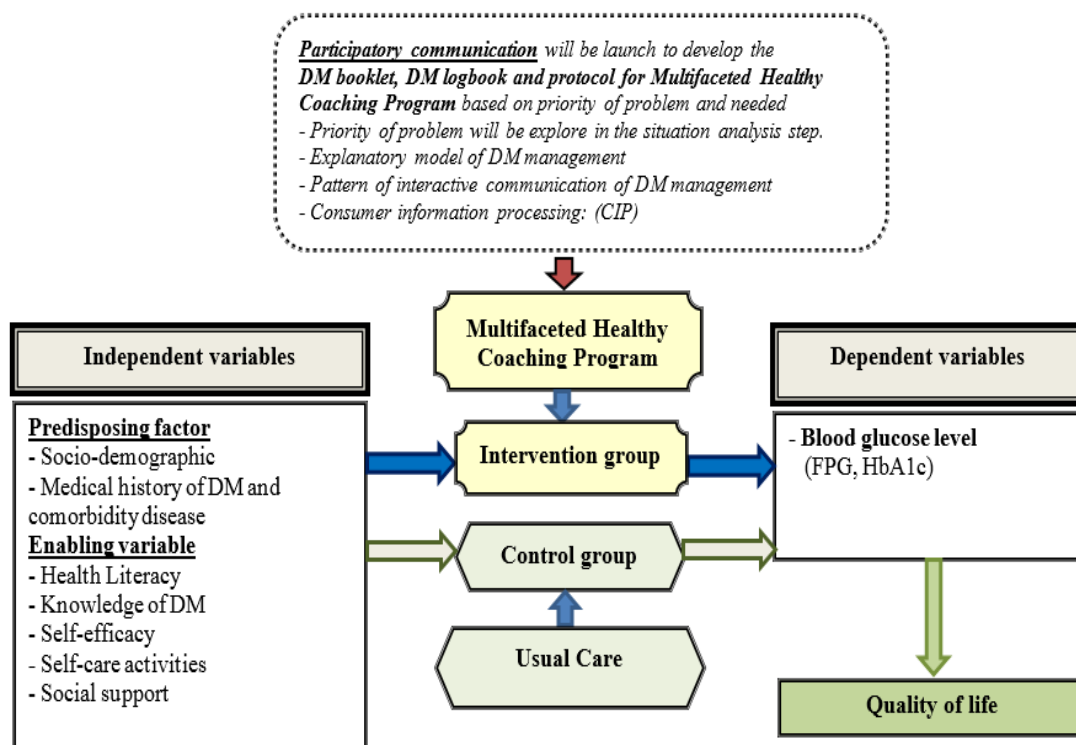 Participatory communication will be launch to develop the
DM booklet, DM logbook and protocol for Multifaceted Healthy
Coaching Program based on priority of problem and needed
- Priority of problem will be explore in the situation analysis step.
- Explanatory model of DM management
- Pattern of interactive communication of DM management
- Consumer information processing: (CIP)
Multifaceted Healthy
Coaching Program
Independent variables
Dependent variables
Predisposing factor
- Socio-demographic
- Medical history of DM and
comorbidity disease
Enabling variable
- Health Literacy
- Knowledge of DM
- Self-efficacy
- Self-care activities
- Social support
Intervention group
Control group
Usual Care
- Blood glucose level
(FPG, HbA1c)
Quality of life